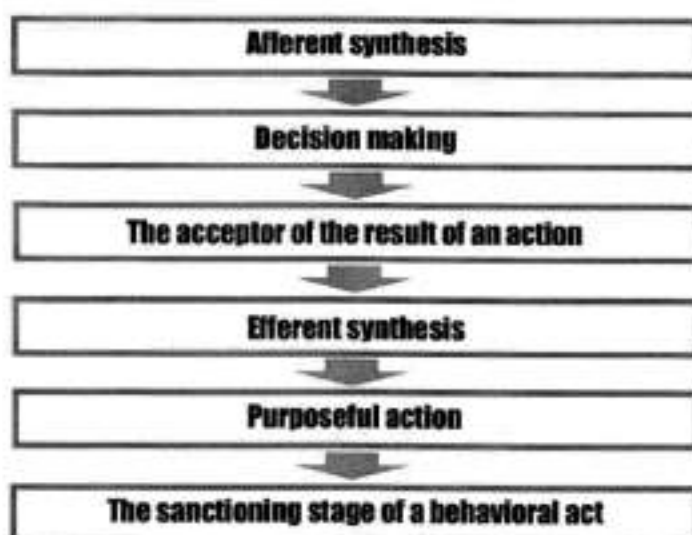 Afferent synthesis
Decision making
The acceptor of the result of an action
Efferent synthesis
Purposeful action
The sanctioning stage of a behavioral act